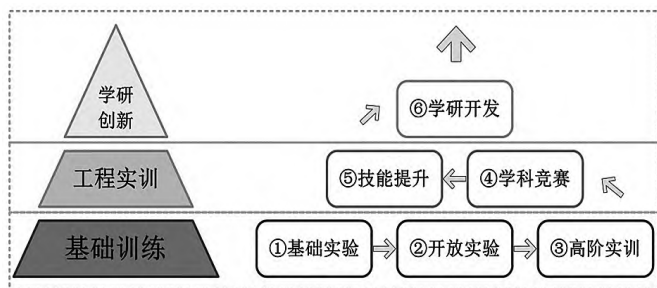 学研
创新
⑥学研开发
工程实训
⑤技能提升
④学科竞赛
基础训练
①基础实验
②开放实验
③高阶实训